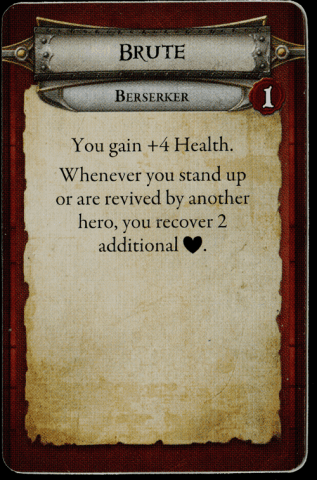 BRUTE
BERSERKER
1
You gain +4 Health.
Whenever you stand up
or are revived by another
hero, you recover 2
additional ♥.